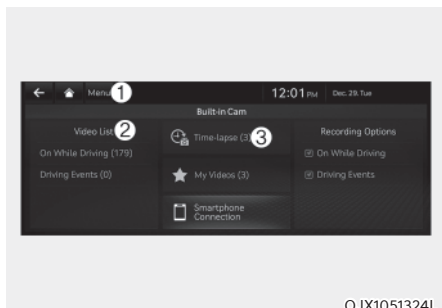 Menu 1
12:01 PM Dec. 29. Tue
Built-in Cam
Video List 2
On While Driving (179)
Driving Events (0)
Time-lapse (3) 3
My Videos (3)
Smartphone
Connection
Recording Options
On While Driving
Driving Events
OJX1051324L